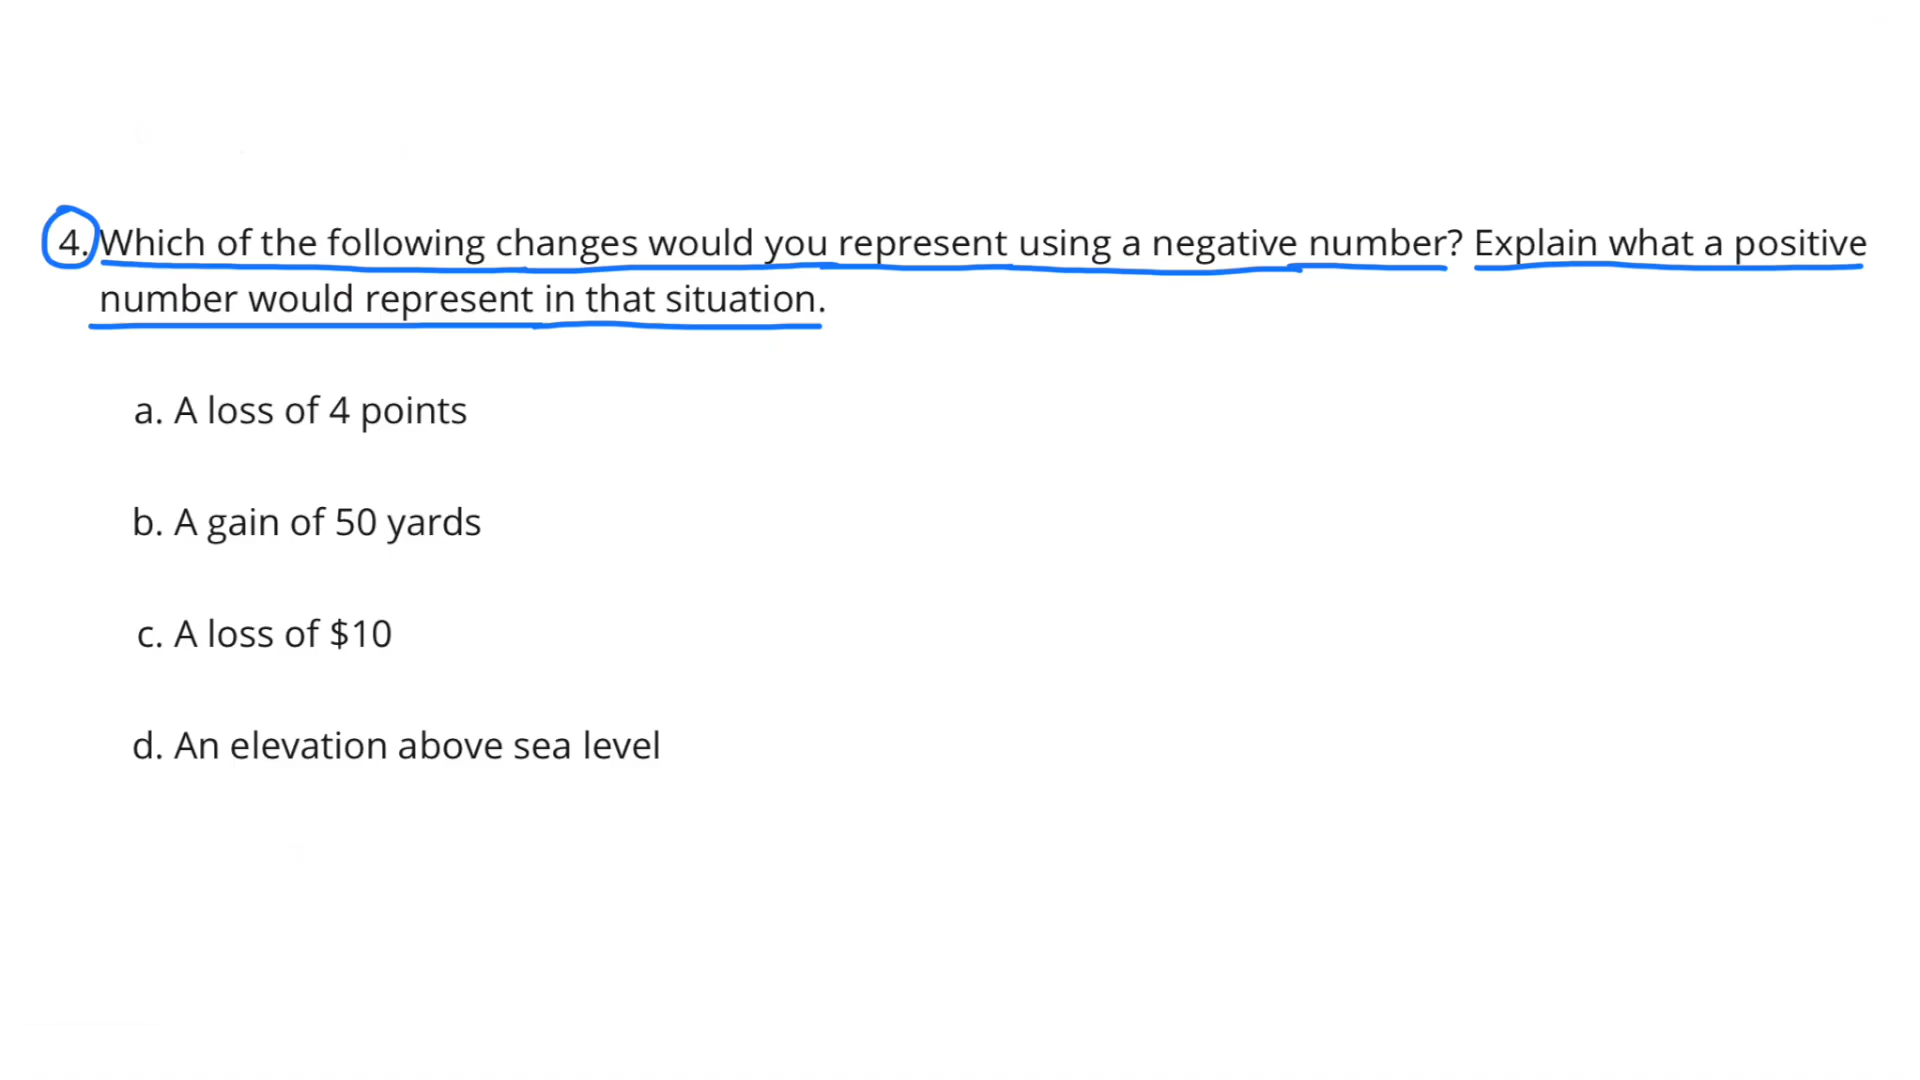 4. Which of the following changes would you represent using a negative number? Explain what a positive
number would represent in that situation.
a. A loss of 4 points
b. A gain of 50 yards
c. A loss of $10
d. An elevation above sea level